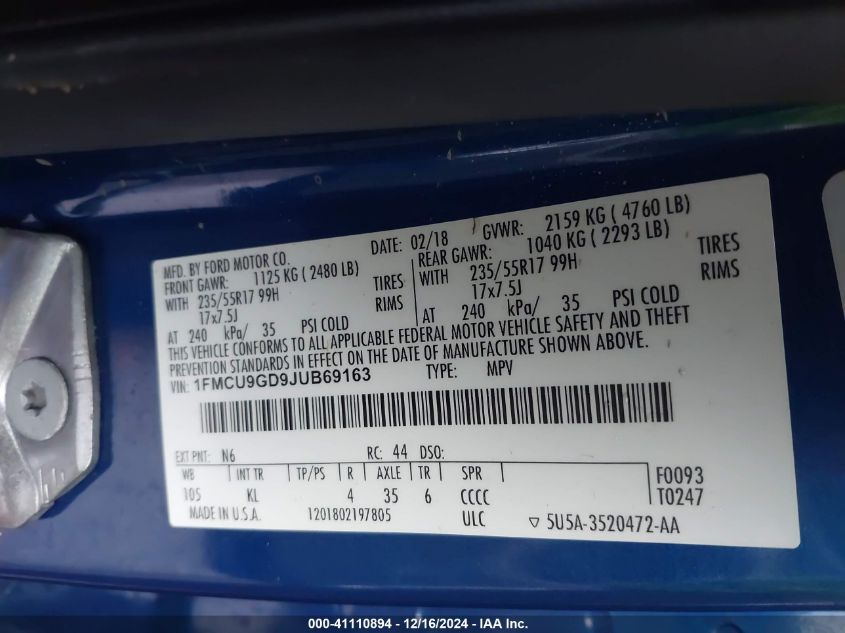 MFD. BY FORD MOTOR CO. DATE: 02/18 GVWR: 2159 KG ( 4760 LB)
FRONT GAWR: 1125 KG ( 2480 LB) REAR GAWR: 1040 KG ( 2293 LB)
WITH 235/55R17 99H TIRES WITH 235/55R17 99H TIRES
17x7.5J RIMS 17x7.5J RIMS
AT 240 kPa/ 35 PSI COLD AT 240 kPa/ 35 PSI COLD
THIS VEHICLE CONFORMS TO ALL APPLICABLE FEDERAL MOTOR VEHICLE SAFETY AND THEFT
PREVENTION STANDARDS IN EFFECT ON THE DATE OF MANUFACTURE SHOWN ABOVE.
VIN: 1FMCU9GD9JUB69163 TYPE: MPV
EXT PNT: N6 RC: 44 DSO:
WB INT TR TP/PS R AXLE TR SPR F0093
105 KL 4 35 6 CCCC T0247
MADE IN U.S.A. 1201802197805 ULC ▽ 5U5A-3520472-AA
000-41110894 - 12/16/2024 - IAA Inc.